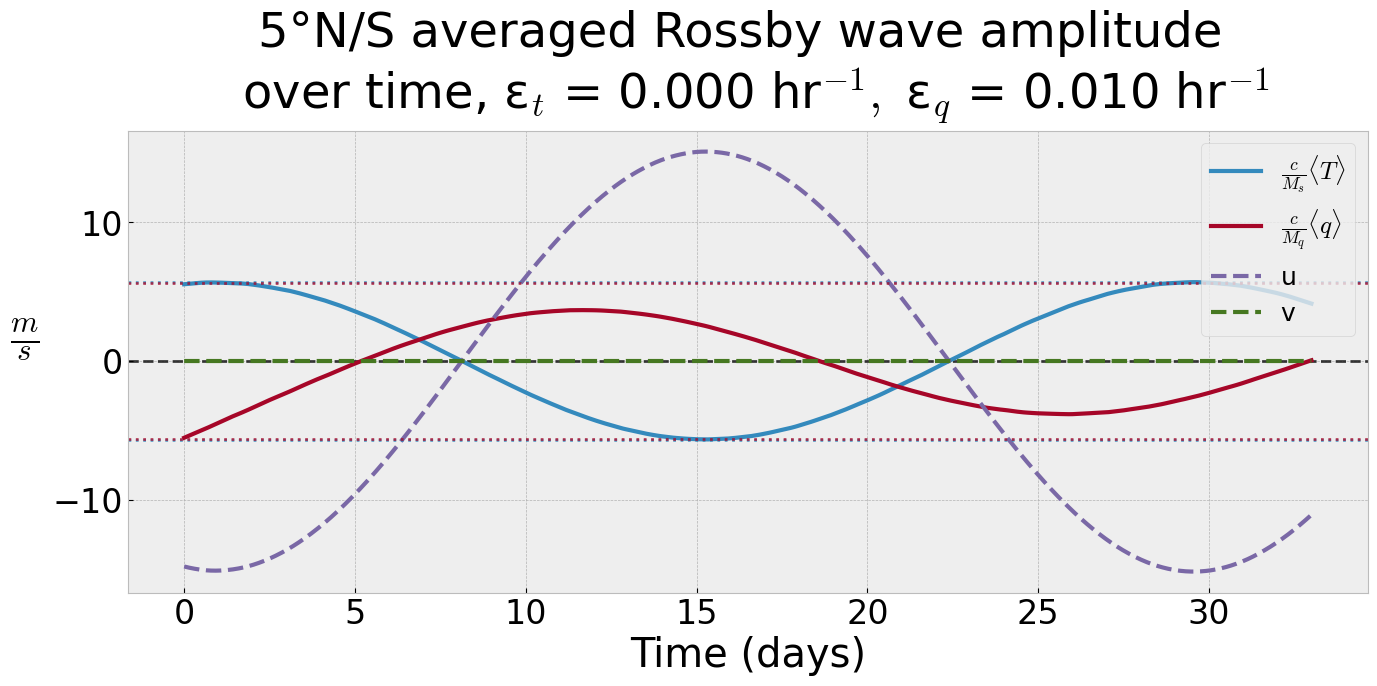 5°N/S averaged Rossby wave amplitude
over time, ε_t = 0.000 hr⁻¹, ε_q = 0.010 hr⁻¹
c/M_s ⟨T⟩
c/M_q ⟨q⟩
u
v
m/s
10
0
−10
0 5 10 15 20 25 30
Time (days)